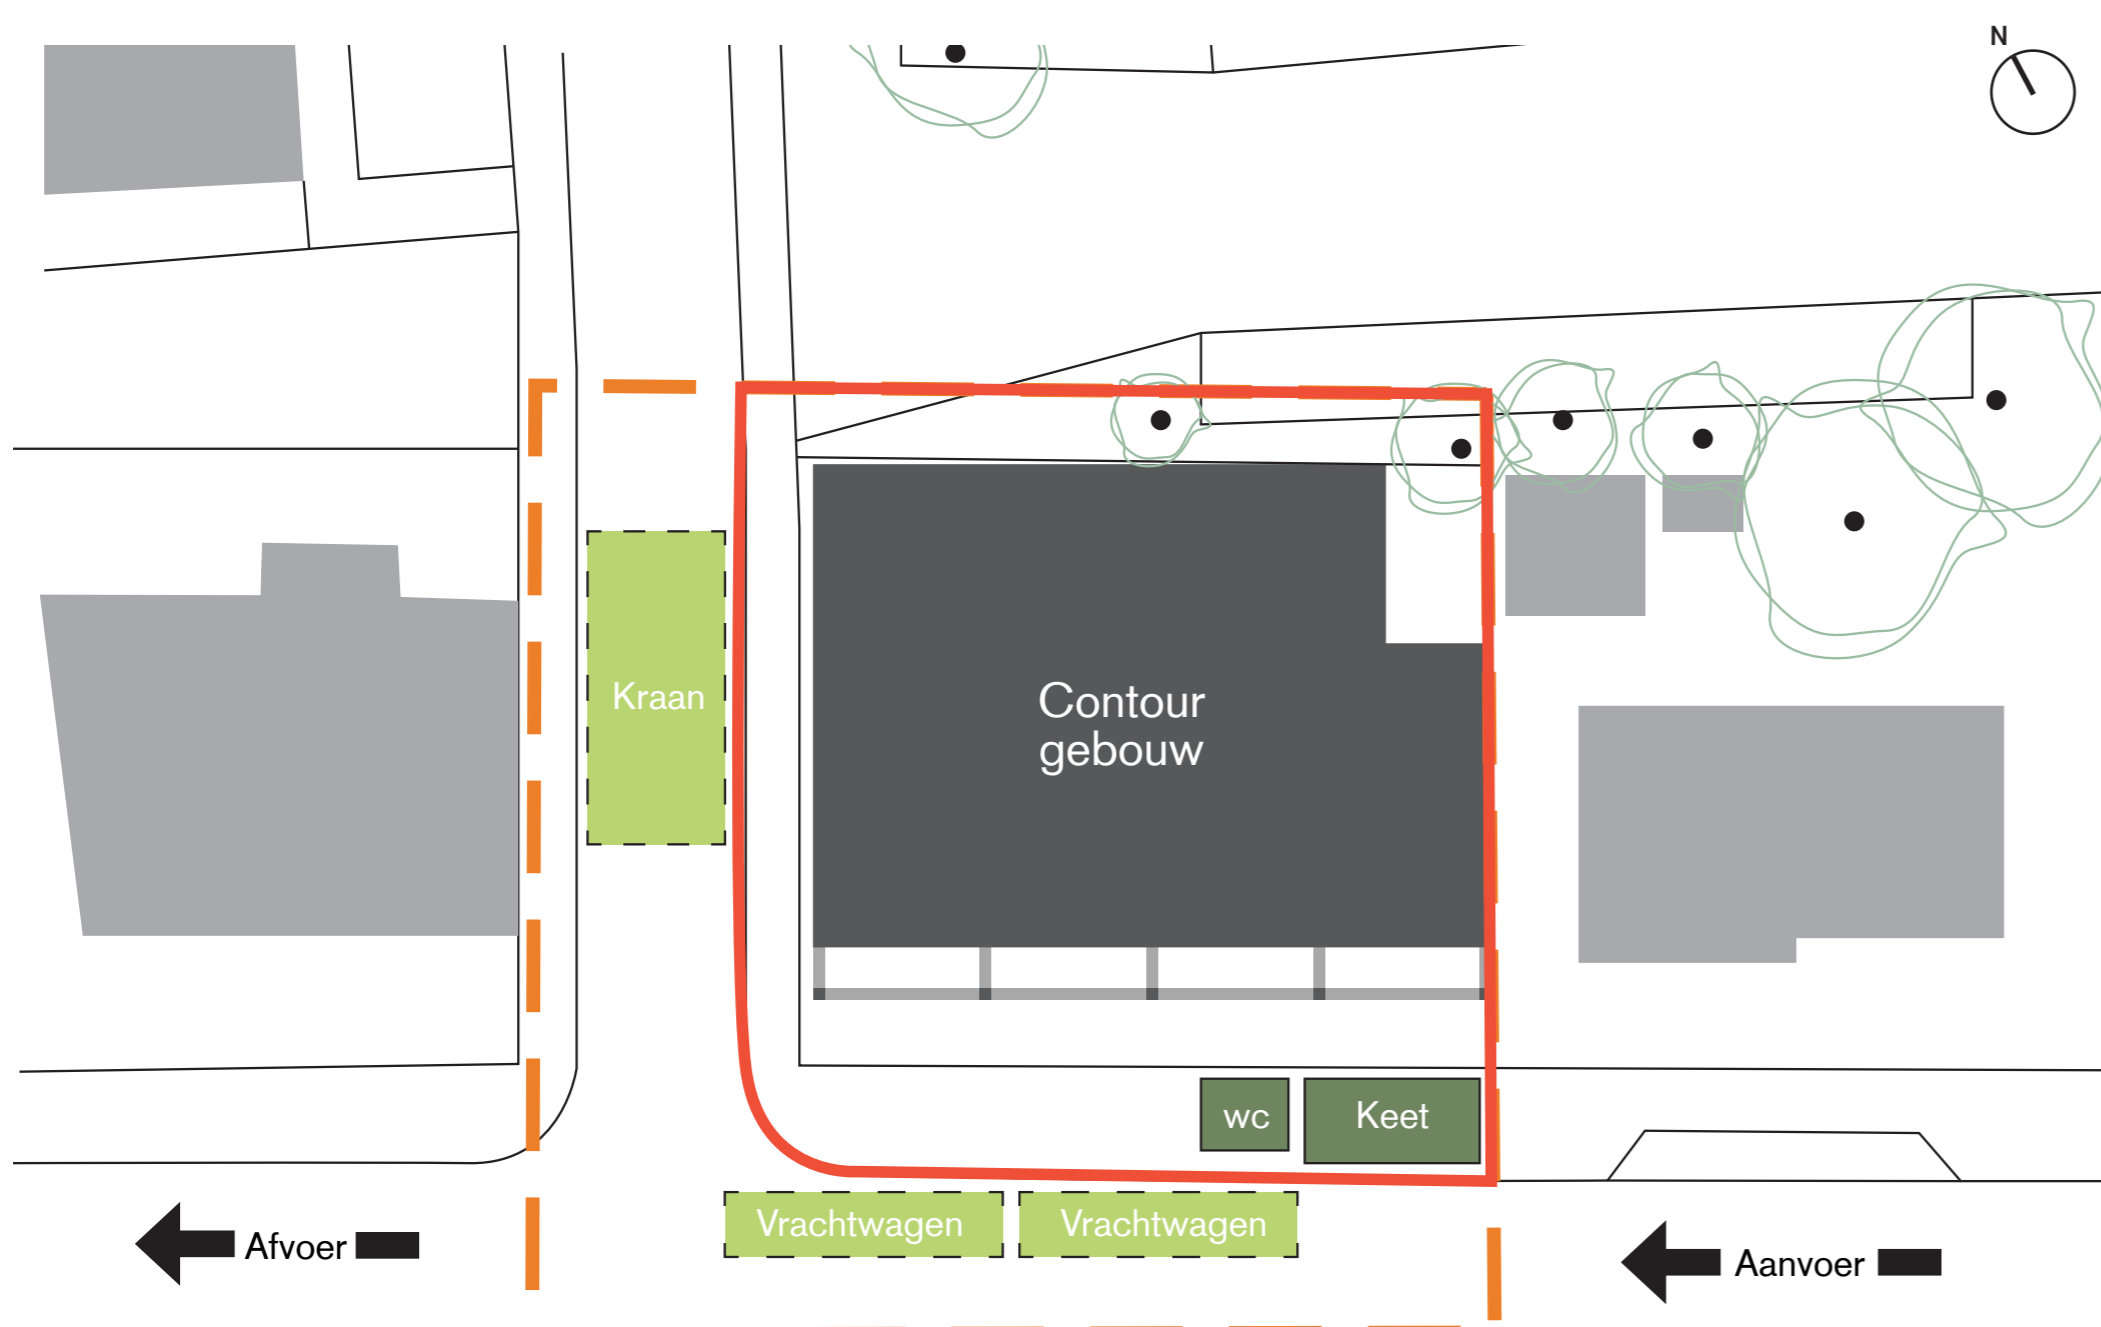 N
Kraan
Contour
gebouw
wc
Keet
Vrachtwagen
Vrachtwagen
Afvoer
Aanvoer